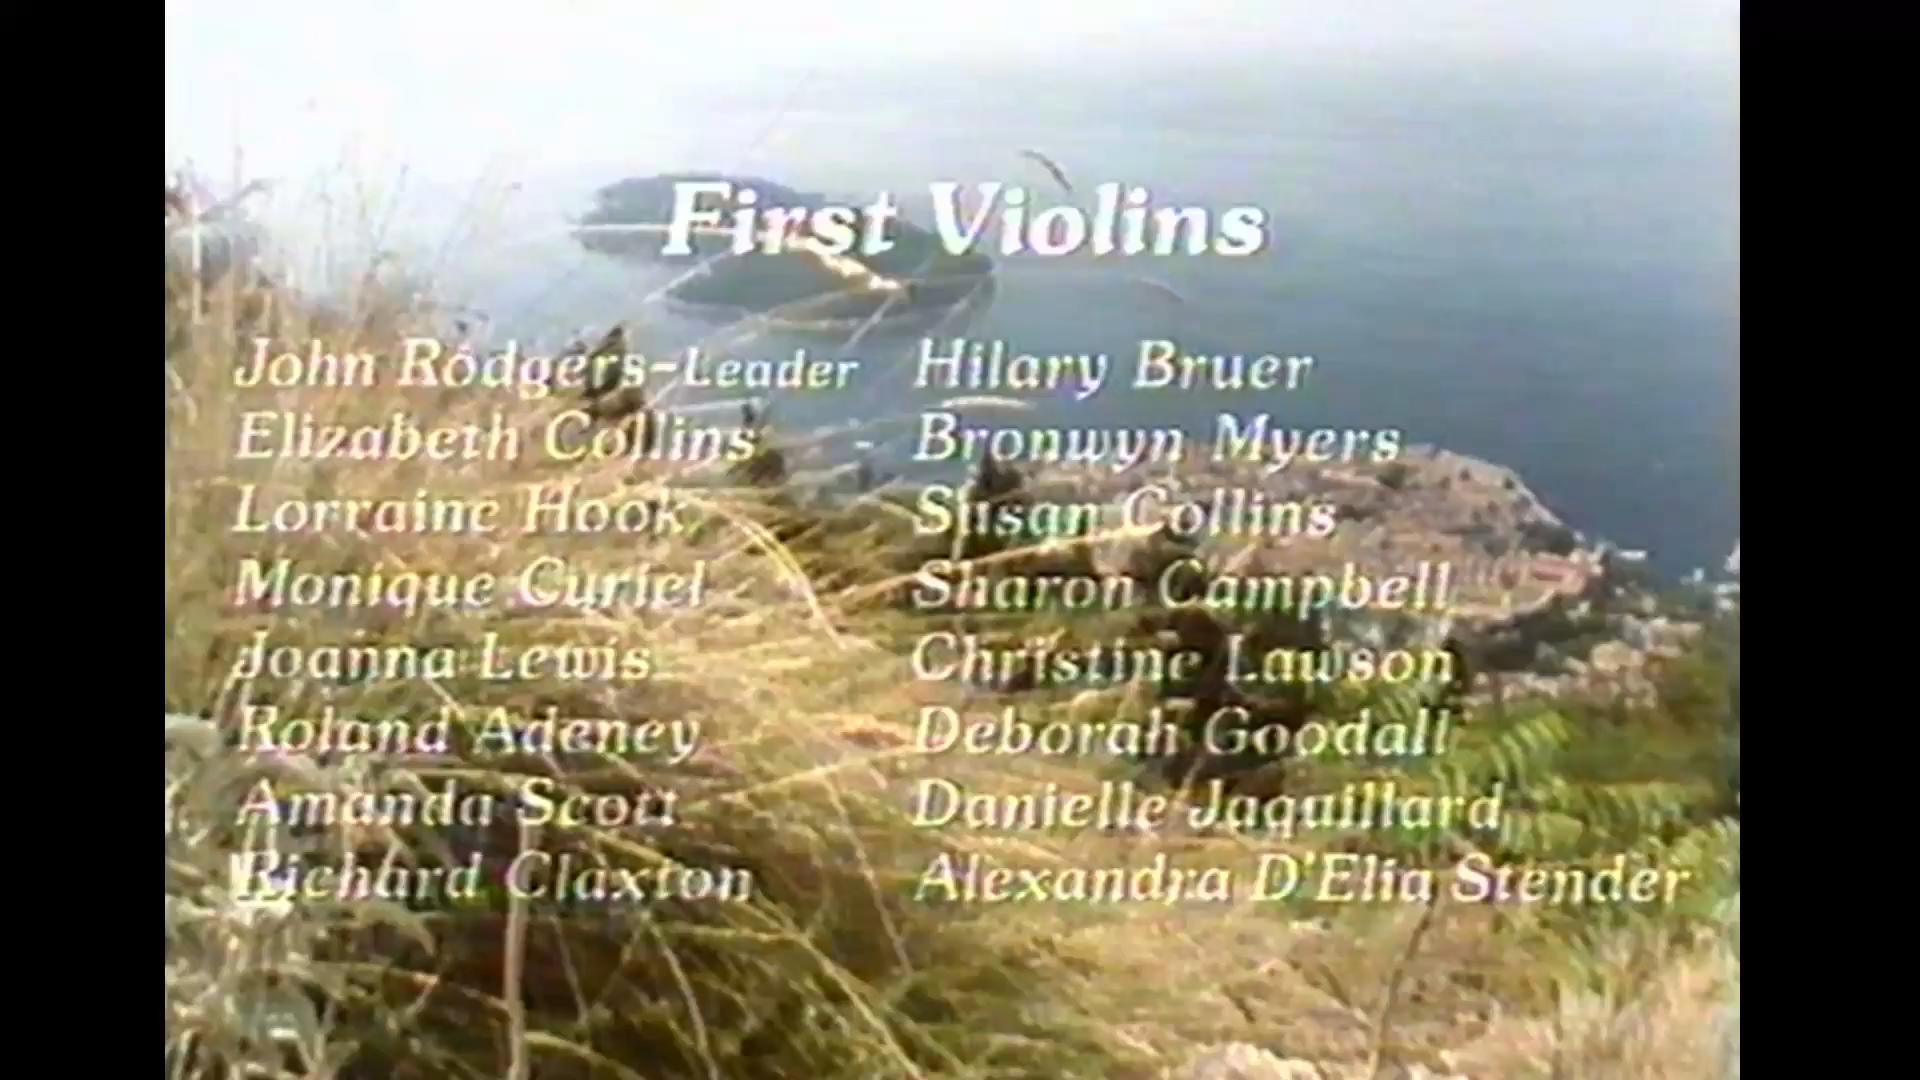 First Violins
John Rodgers-Leader
Elizabeth Collins
Lorraine Hook
Monique Curiel
Joanna Lewis
Roland Adeney
Amanda Scott
Richard Claxton
Hilary Bruer
Bronwyn Myers
Susan Collins
Sharon Campbell
Christine Lawson
Deborah Goodall
Danielle Jaquillard
Alexandra D'Elia Stender